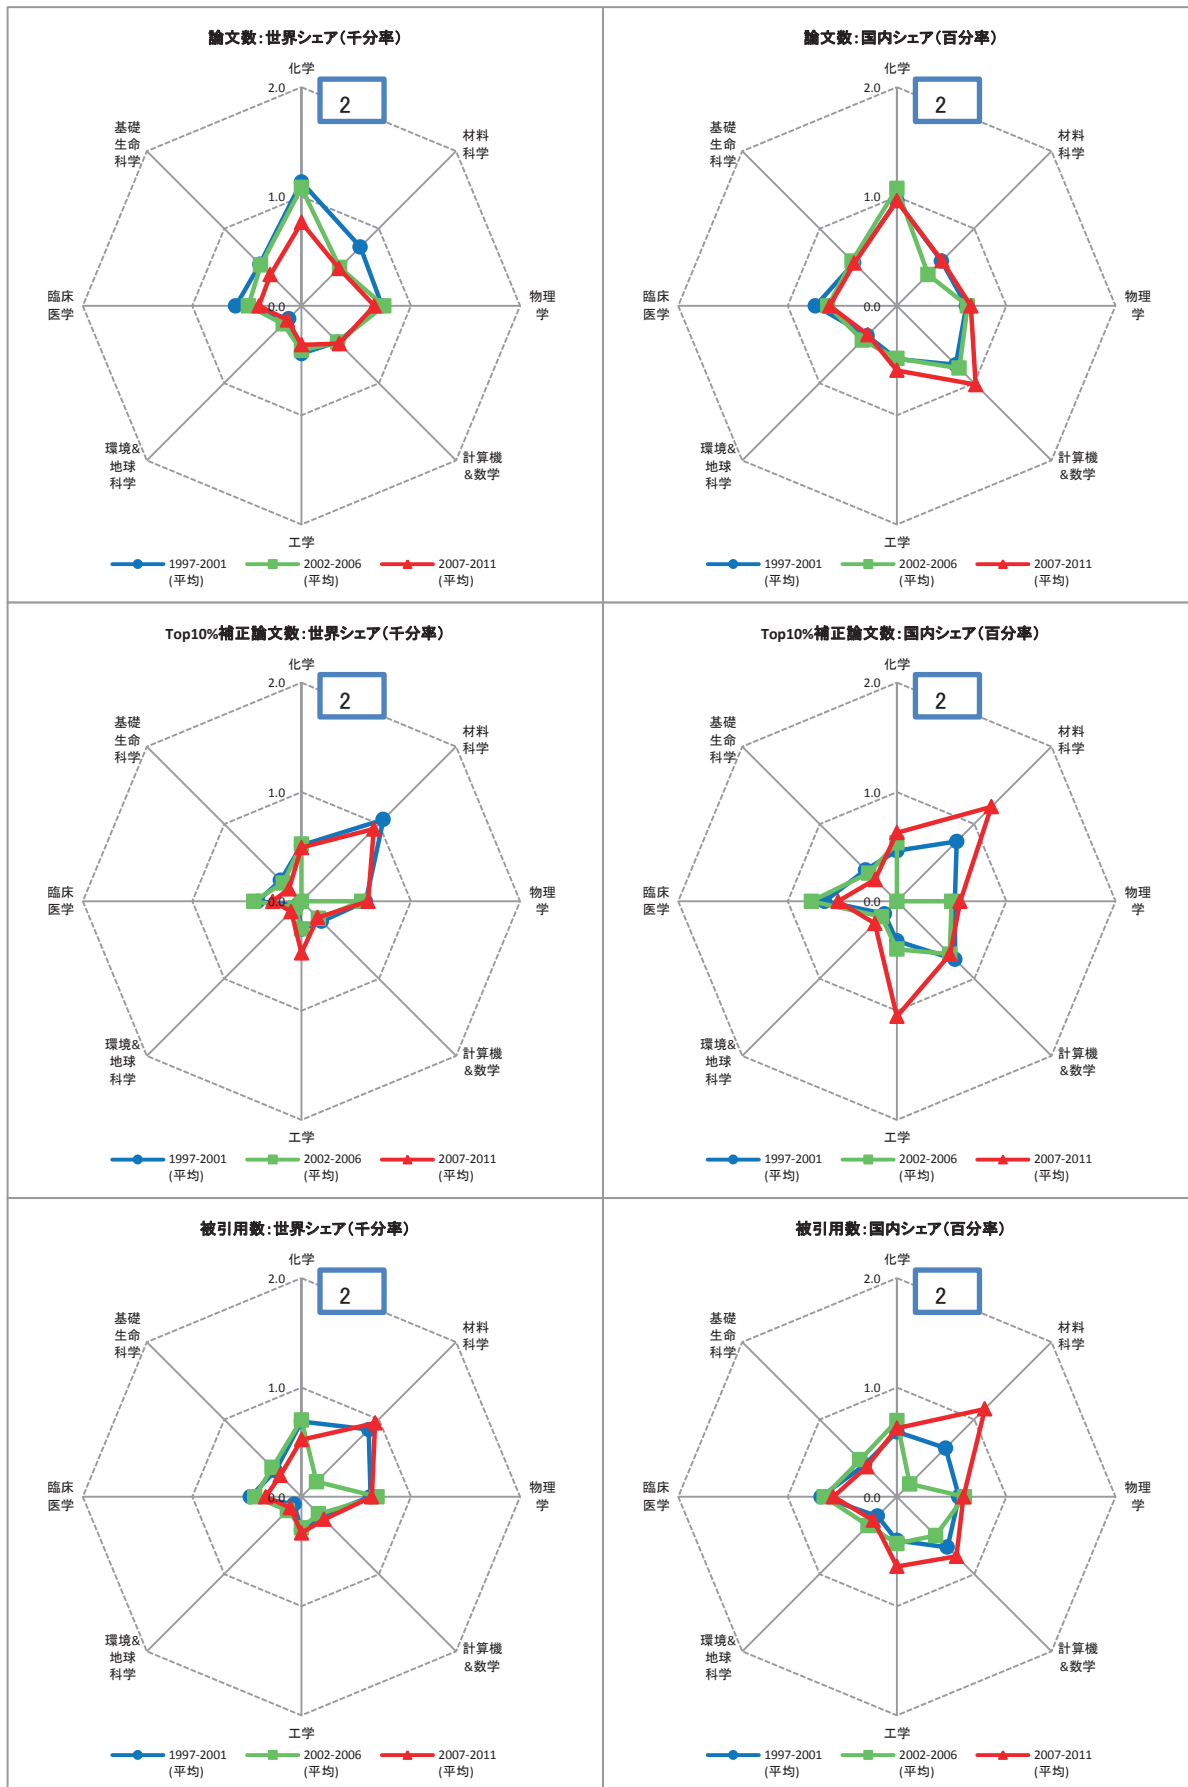 論文数：世界シェア（千分率）
化学
2.0
2
基礎
生命
科学
材料
科学
1.0
臨床
医学
0.0
物理
学
環境&
地球
科学
計算機
&数学
工学
1997-2001
(平均)
2002-2006
(平均)
2007-2011
(平均)
論文数：国内シェア（百分率）
化学
2.0
2
基礎
生命
科学
材料
科学
1.0
臨床
医学
0.0
物理
学
環境&
地球
科学
計算機
&数学
工学
1997-2001
(平均)
2002-2006
(平均)
2007-2011
(平均)
Top10%補正論文数：世界シェア（千分率）
化学
2.0
2
基礎
生命
科学
材料
科学
1.0
臨床
医学
0.0
物理
学
環境&
地球
科学
計算機
&数学
工学
1997-2001
(平均)
2002-2006
(平均)
2007-2011
(平均)
Top10%補正論文数：国内シェア（百分率）
化学
2.0
2
基礎
生命
科学
材料
科学
1.0
臨床
医学
0.0
物理
学
環境&
地球
科学
計算機
&数学
工学
1997-2001
(平均)
2002-2006
(平均)
2007-2011
(平均)
被引用数：世界シェア（千分率）
化学
2.0
2
基礎
生命
科学
材料
科学
1.0
臨床
医学
0.0
物理
学
環境&
地球
科学
計算機
&数学
工学
1997-2001
(平均)
2002-2006
(平均)
2007-2011
(平均)
被引用数：国内シェア（百分率）
化学
2.0
2
基礎
生命
科学
材料
科学
1.0
臨床
医学
0.0
物理
学
環境&
地球
科学
計算機
&数学
工学
1997-2001
(平均)
2002-2006
(平均)
2007-2011
(平均)